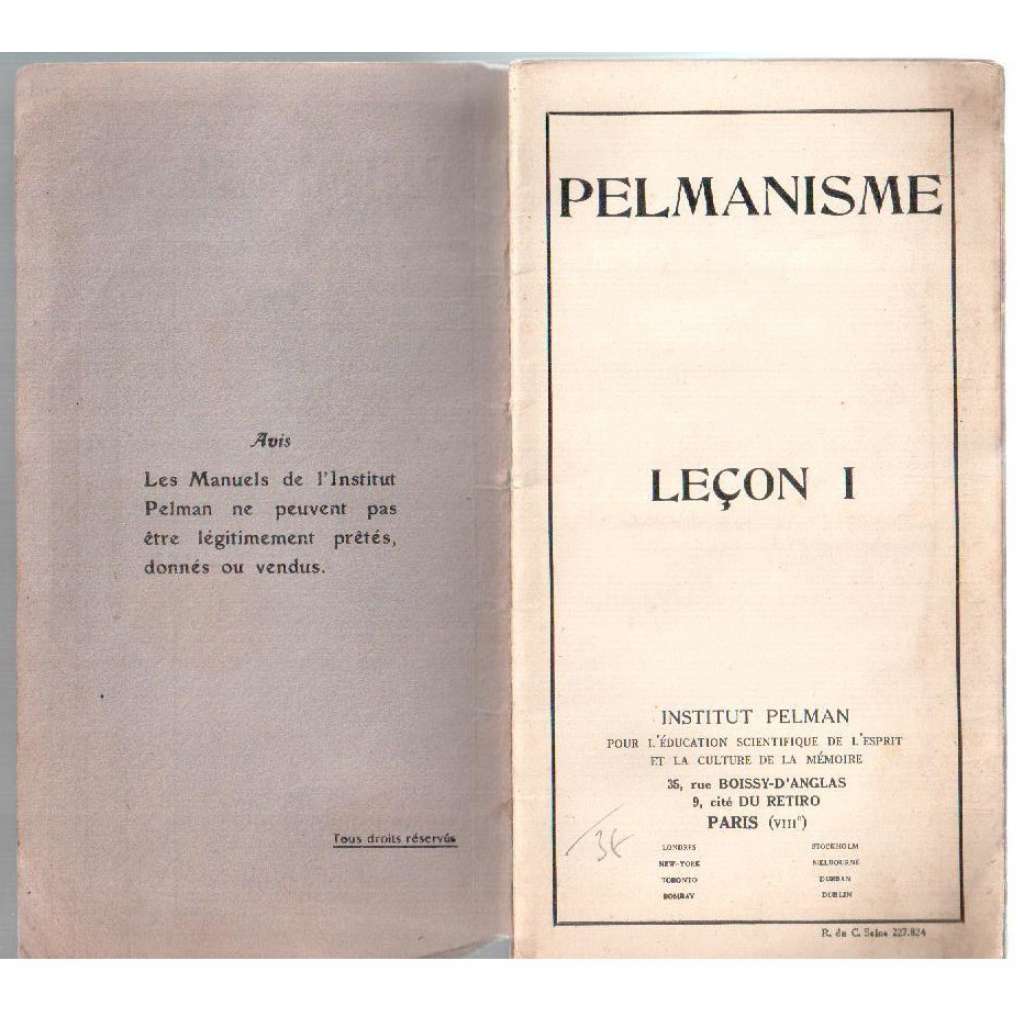 Avis
Les Manuels de l'Institut
Pelman ne peuvent pas
être légitimement prêtés,
donnés ou vendus.
Tous droits réservés
PELMANISME
LEÇON I
INSTITUT PELMAN
POUR L'ÉDUCATION SCIENTIFIQUE DE L'ESPRIT
ET LA CULTURE DE LA MÉMOIRE
35, rue BOISSY-D'ANGLAS
9, cité DU RETIRO
PARIS (VIIIe)
LONDRES STOCKHOLM
NEW-YORK MELBOURNE
TORONTO DURBAN
BOMBAY DUBLIN
R. du C. Seine 227.824